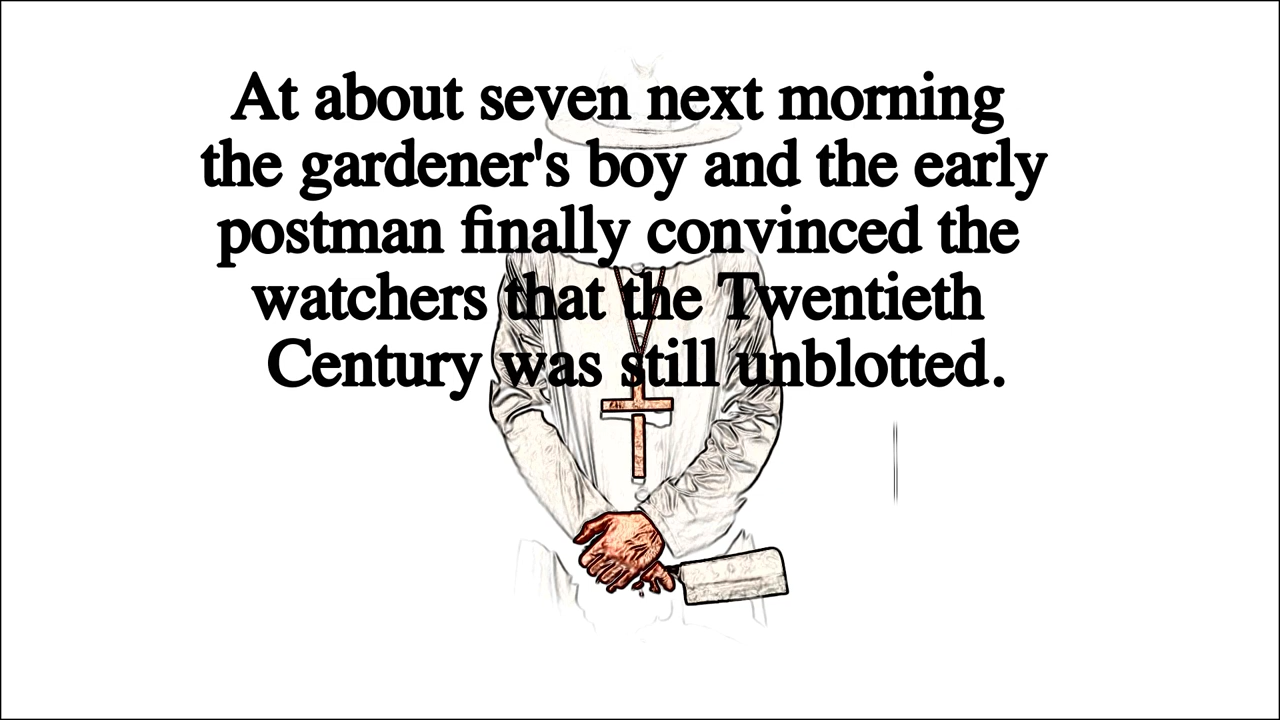 At about seven next morning
the gardener's boy and the early
postman finally convinced the
watchers that the Twentieth
Century was still unblotted.